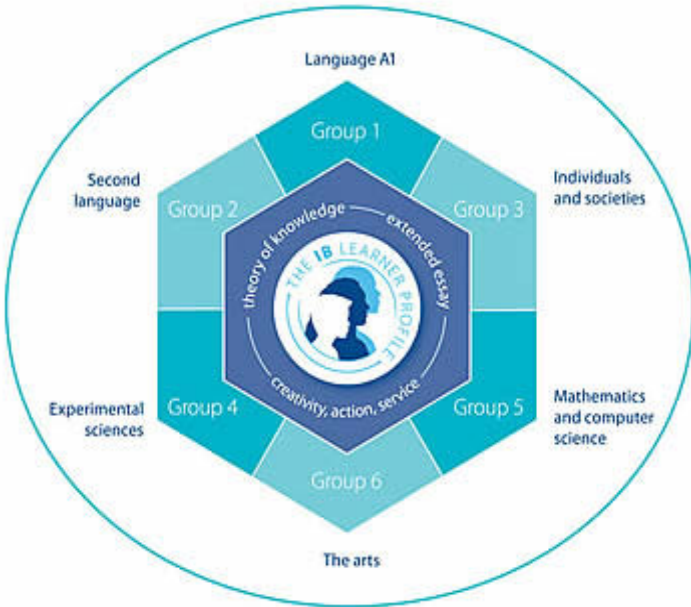 Language A1
Group 1
Second
language
Group 2
Group 3
Individuals
and societies
theory of knowledge
extended essay
THE IB LEARNER PROFILE
creativity, action, service
Experimental
sciences
Group 4
Group 5
Mathematics
and computer
science
Group 6
The arts